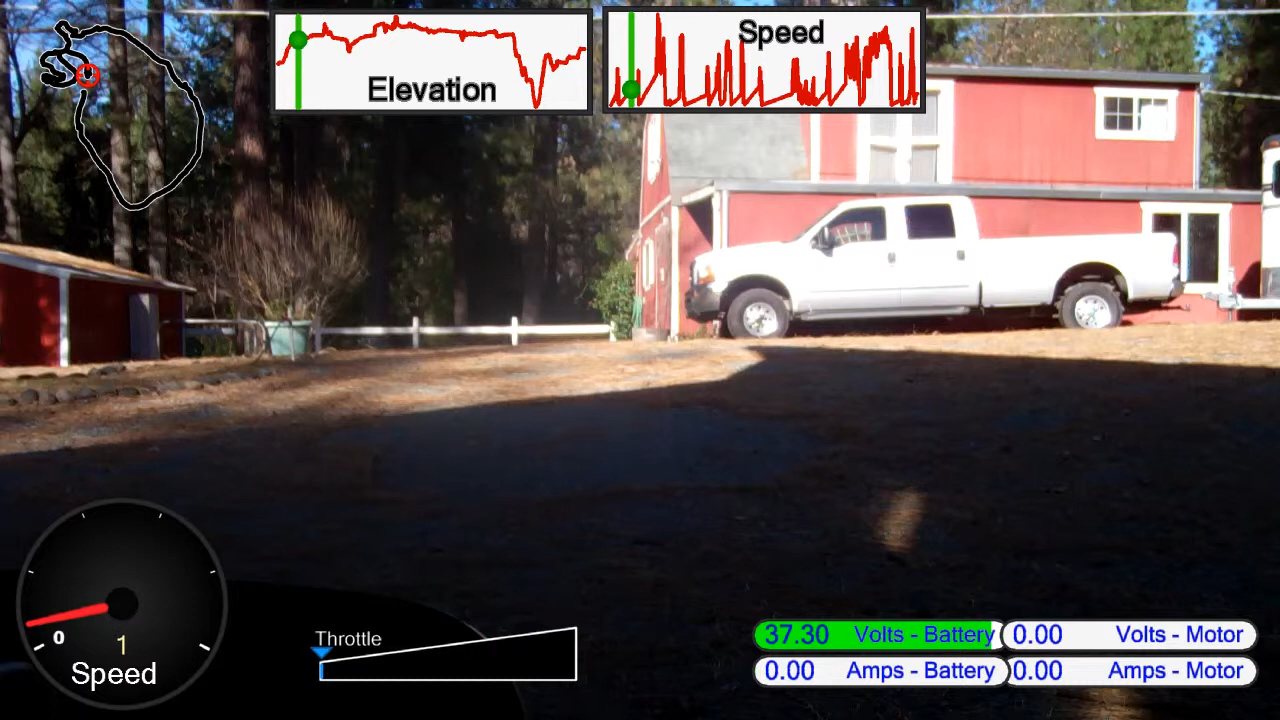 Elevation
Speed
0
1
Speed
Throttle
37.30 Volts - Battery
0.00 Volts - Motor
0.00 Amps - Battery
0.00 Amps - Motor